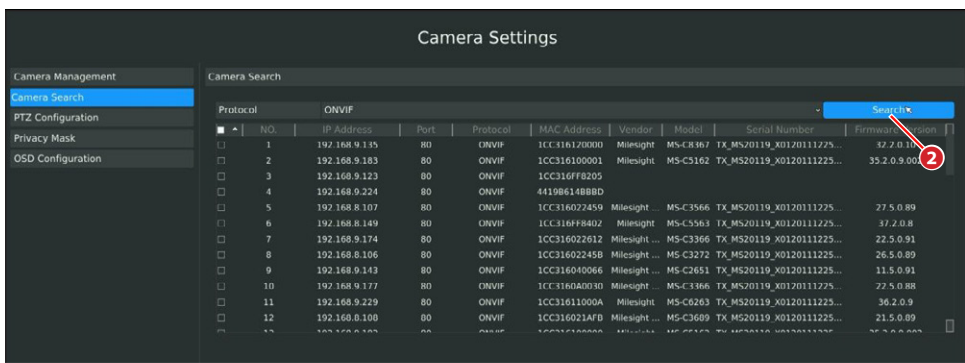 Camera Settings
Camera Management
Camera Search
PTZ Configuration
Privacy Mask
OSD Configuration
Camera Search
Protocol ONVIF Search
2
NO. IP Address Port Protocol MAC Address Vendor Model Serial Number Firmware Version
1 192.168.9.135 80 ONVIF 1CC316120000 Milesight MS-C8367 TX_MS20119_X0120111225... 32.2.0.10
2 192.168.9.183 80 ONVIF 1CC316100001 Milesight MS-C5162 TX_MS20119_X0120111225... 35.2.0.9.002
3 192.168.9.123 80 ONVIF 1CC316FF8205
4 192.168.9.224 80 ONVIF 4419B614BBBD
5 192.168.8.107 80 ONVIF 1CC316022459 Milesight ... MS-C3566 TX_MS20119_X0120111225... 27.5.0.89
6 192.168.8.149 80 ONVIF 1CC316FF8402 Milesight MS-C5563 TX_MS20119_X0120111225... 37.2.0.8
7 192.168.9.174 80 ONVIF 1CC316022612 Milesight ... MS-C3366 TX_MS20119_X0120111225... 22.5.0.91
8 192.168.8.106 80 ONVIF 1CC31602245B Milesight ... MS-C3272 TX_MS20119_X0120111225... 26.5.0.89
9 192.168.9.143 80 ONVIF 1CC316040066 Milesight ... MS-C2651 TX_MS20119_X0120111225... 11.5.0.91
10 192.168.9.177 80 ONVIF 1CC3160A0030 Milesight ... MS-C3366 TX_MS20119_X0120111225... 22.5.0.88
11 192.168.9.229 80 ONVIF 1CC31611000A Milesight MS-C6263 TX_MS20119_X0120111225... 36.2.0.9
12 192.168.8.108 80 ONVIF 1CC316021AFB Milesight ... MS-C3689 TX_MS20119_X0120111225... 21.5.0.89